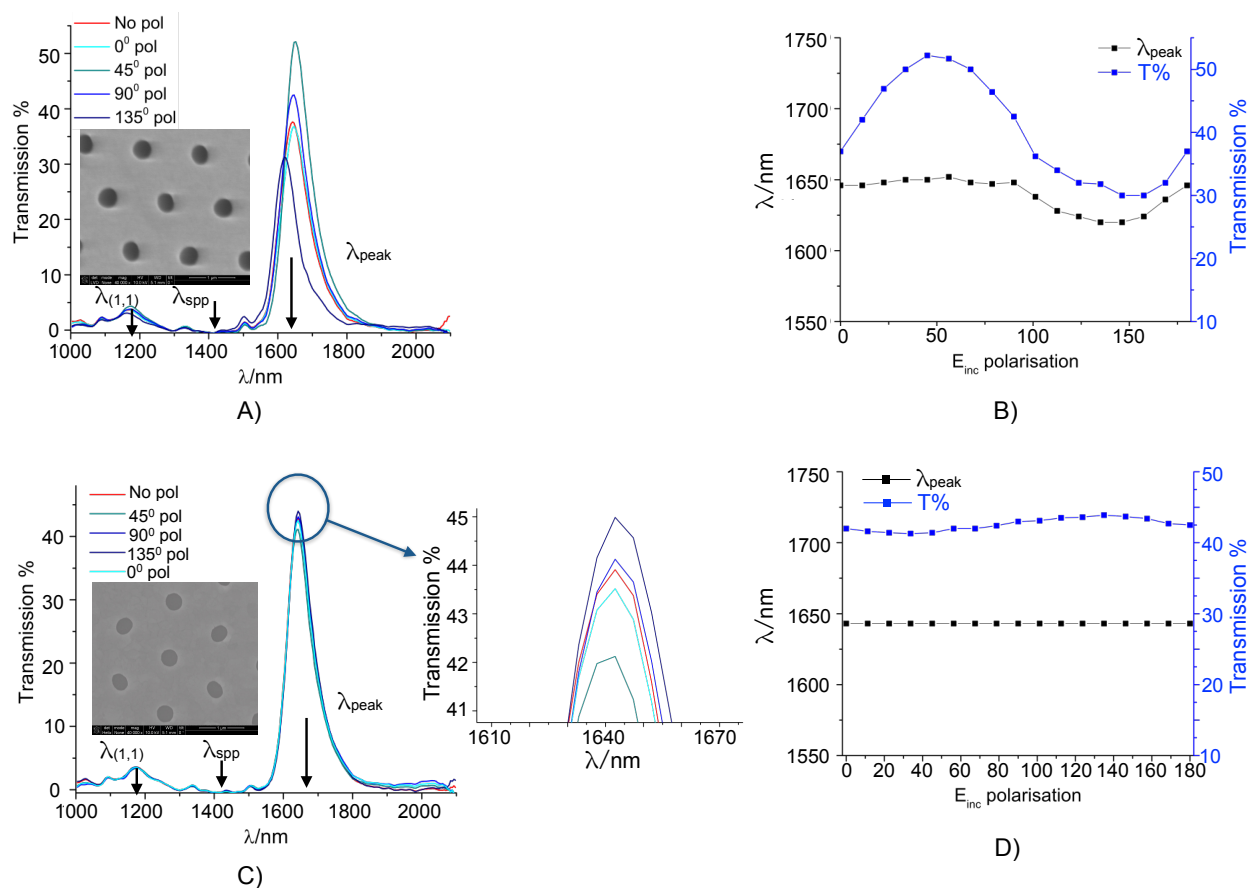 No pol
0⁰ pol
45⁰ pol
90⁰ pol
135⁰ pol
Transmission %
50
40
30
20
10
0
λ(1,1)
λspp
λpeak
1000 1200 1400 1600 1800 2000
λ/nm
A)
1750
1700
1650
1600
1550
λ/nm
λpeak
T%
50
40
30
20
10
Transmission %
0 50 100 150
Einc polarisation
B)
No pol
45⁰ pol
90⁰ pol
135⁰ pol
0⁰ pol
Transmission %
40
30
20
10
0
λ(1,1)
λspp
λpeak
1000 1200 1400 1600 1800 2000
λ/nm
C)
45
44
43
42
41
Transmission %
1610 1640 1670
λ/nm
1750
1700
1650
1600
1550
λ/nm
λpeak
T%
50
40
30
20
10
Transmission %
0 20 40 60 80 100 120 140 160 180
Einc polarisation
D)